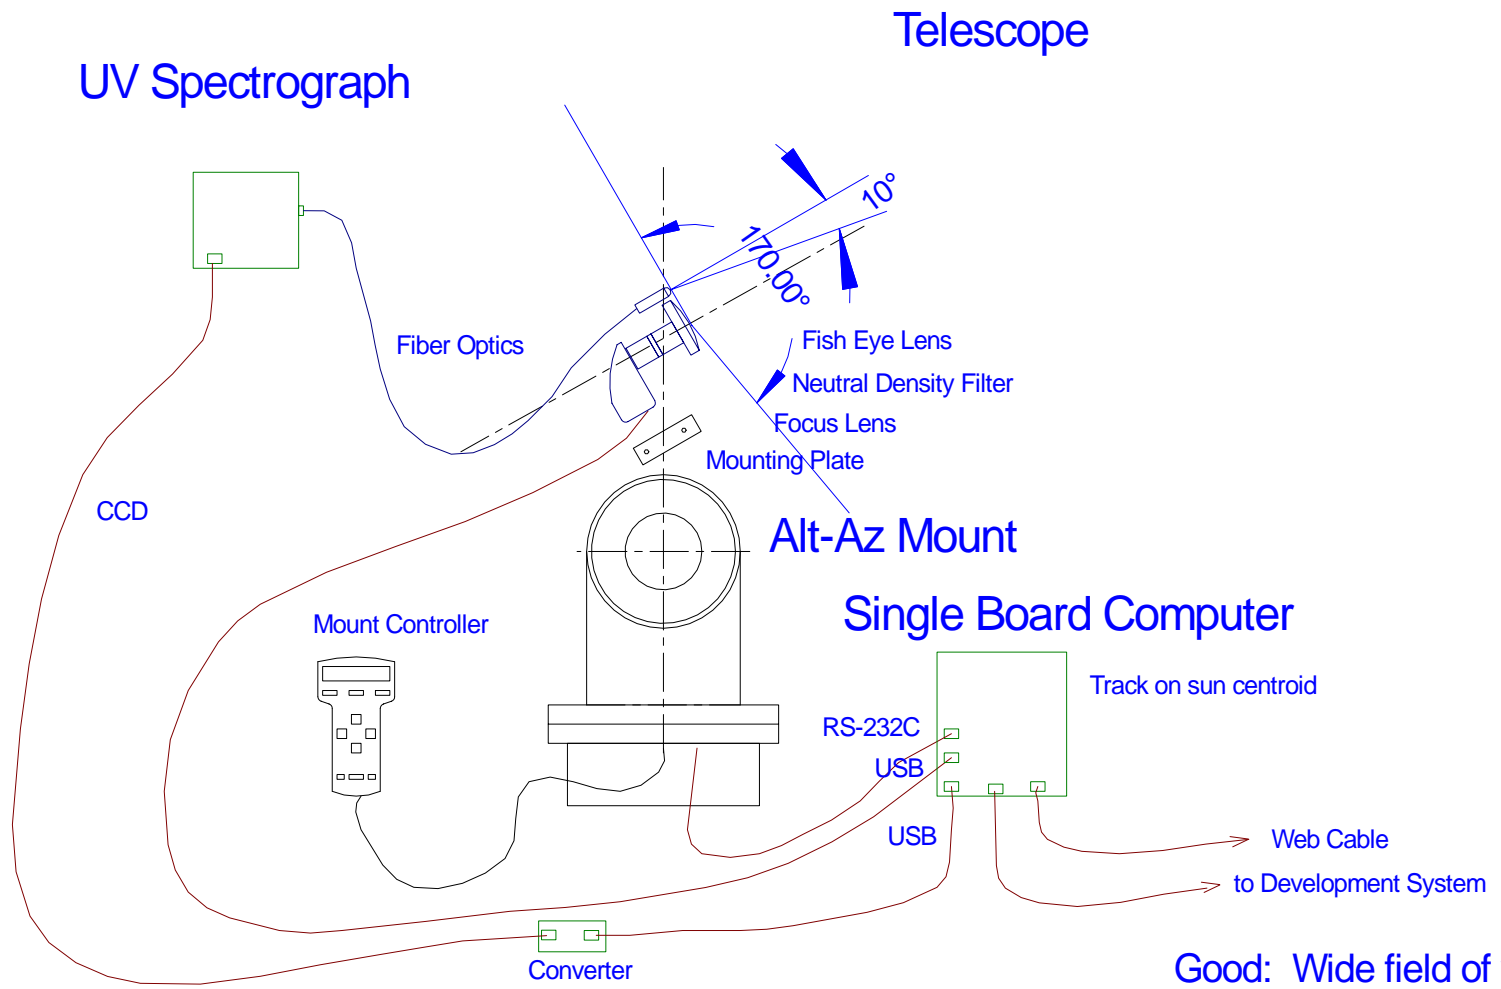 Telescope
UV Spectrograph
10°
170.00°
Fiber Optics
Fish Eye Lens
Neutral Density Filter
Focus Lens
Mounting Plate
CCD
Alt-Az Mount
Single Board Computer
Mount Controller
Track on sun centroid
RS-232C
USB
USB
Web Cable
to Development System
Converter
Good: Wide field of